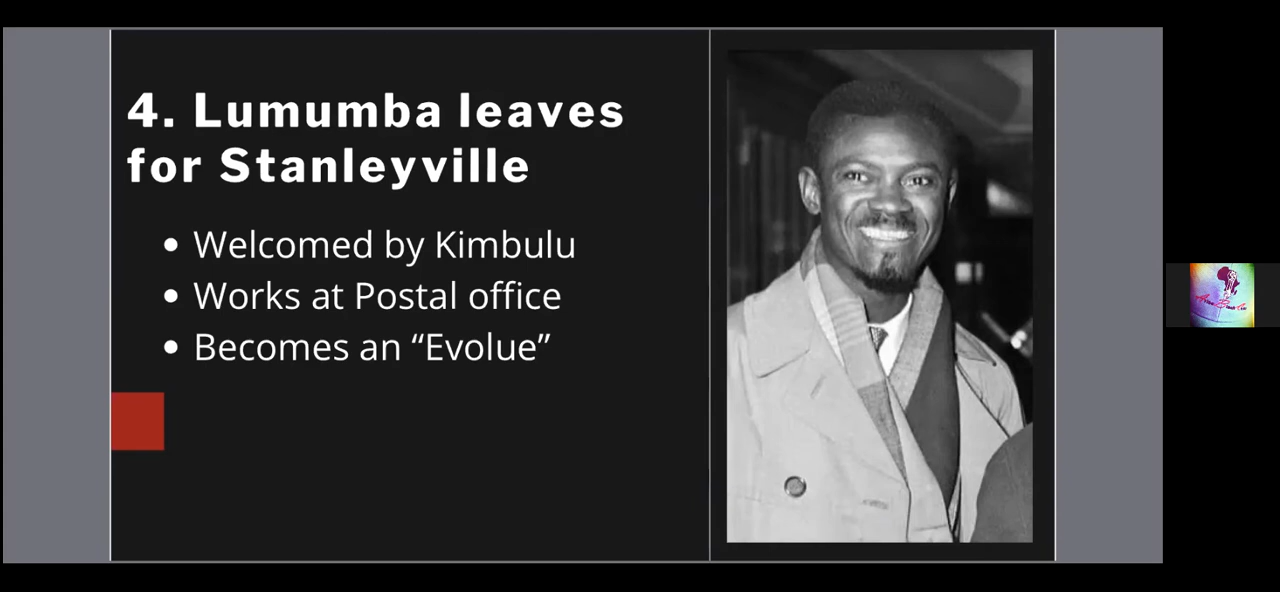 4. Lumumba leaves
for Stanleyville
• Welcomed by Kimbulu
• Works at Postal office
• Becomes an “Evolue”